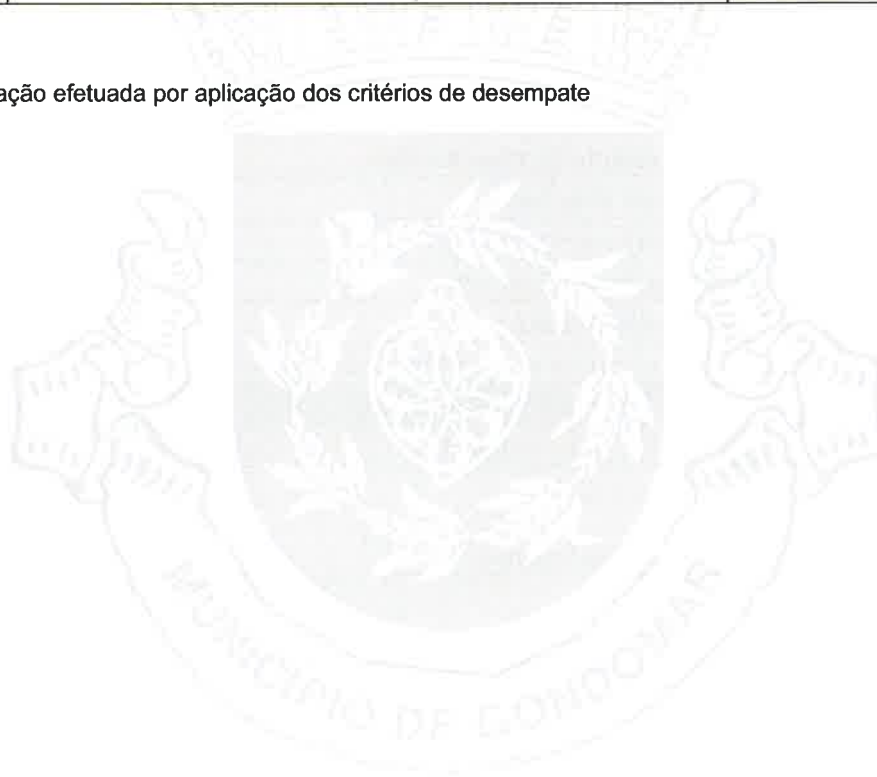 ação efetuada por aplicação dos critérios de desempate
MUNICÍPIO DE GONDOMAR